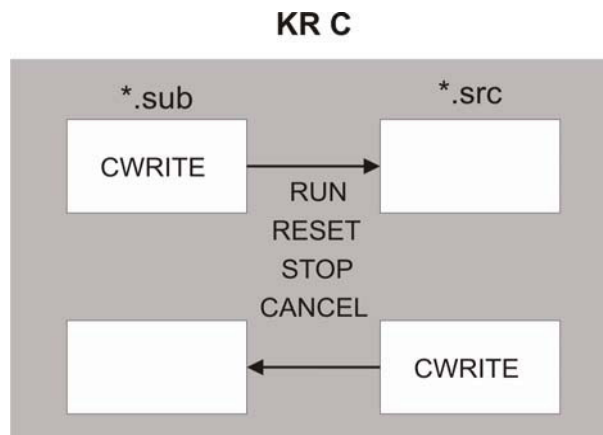 KR C
*.sub
*.src
CWRITE
RUN
RESET
STOP
CANCEL
CWRITE